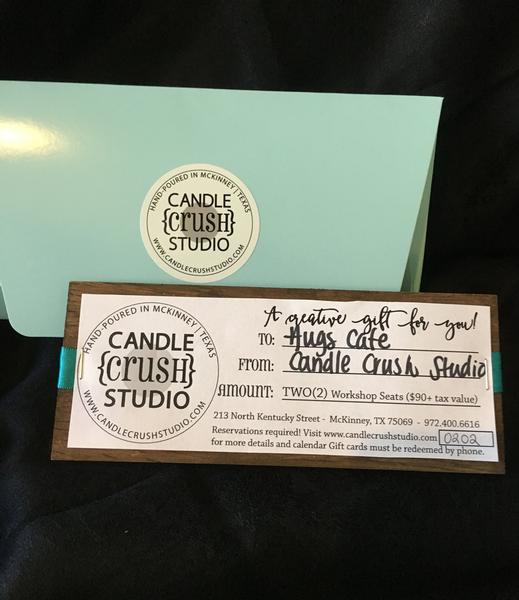 HAND-POURED IN MCKINNEY | TEXAS
CANDLE
{CRUSH}
STUDIO
WWW.CANDLECRUSHSTUDIO.COM
HAND-POURED IN MCKINNEY | TEXAS
CANDLE
{CRUSH}
STUDIO
WWW.CANDLECRUSHSTUDIO.COM
A creative gift for you!
TO: Hugs Cafe
FROM: Candle Crush Studio
AMOUNT: TWO(2) Workshop Seats ($90+ tax value)
213 North Kentucky Street - McKinney, TX 75069 - 972.400.6616
Reservations required! Visit www.candlecrushstudio.com 0202
for more details and calendar Gift cards must be redeemed by phone.